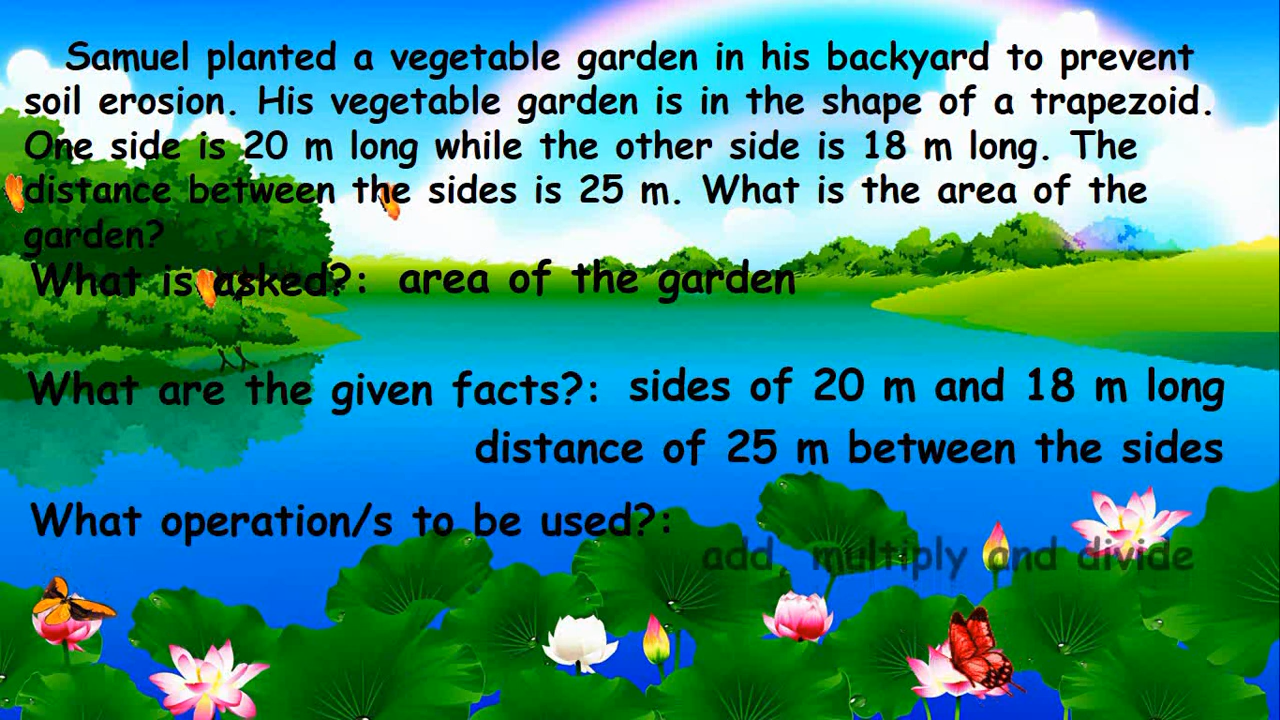 Samuel planted a vegetable garden in his backyard to prevent
soil erosion. His vegetable garden is in the shape of a trapezoid.
One side is 20 m long while the other side is 18 m long. The
distance between the sides is 25 m. What is the area of the
garden?
What is asked?: area of the garden
What are the given facts?: sides of 20 m and 18 m long
distance of 25 m between the sides
What operation/s to be used?:
add, multiply and divide